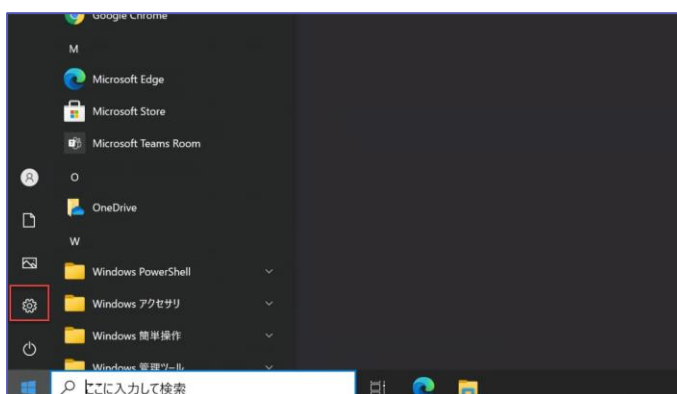 Google Chrome
M
Microsoft Edge
Microsoft Store
Microsoft Teams Room
O
OneDrive
W
Windows PowerShell
Windows アクセサリ
Windows 簡単操作
Windows 管理ツール
ここに入力して検索